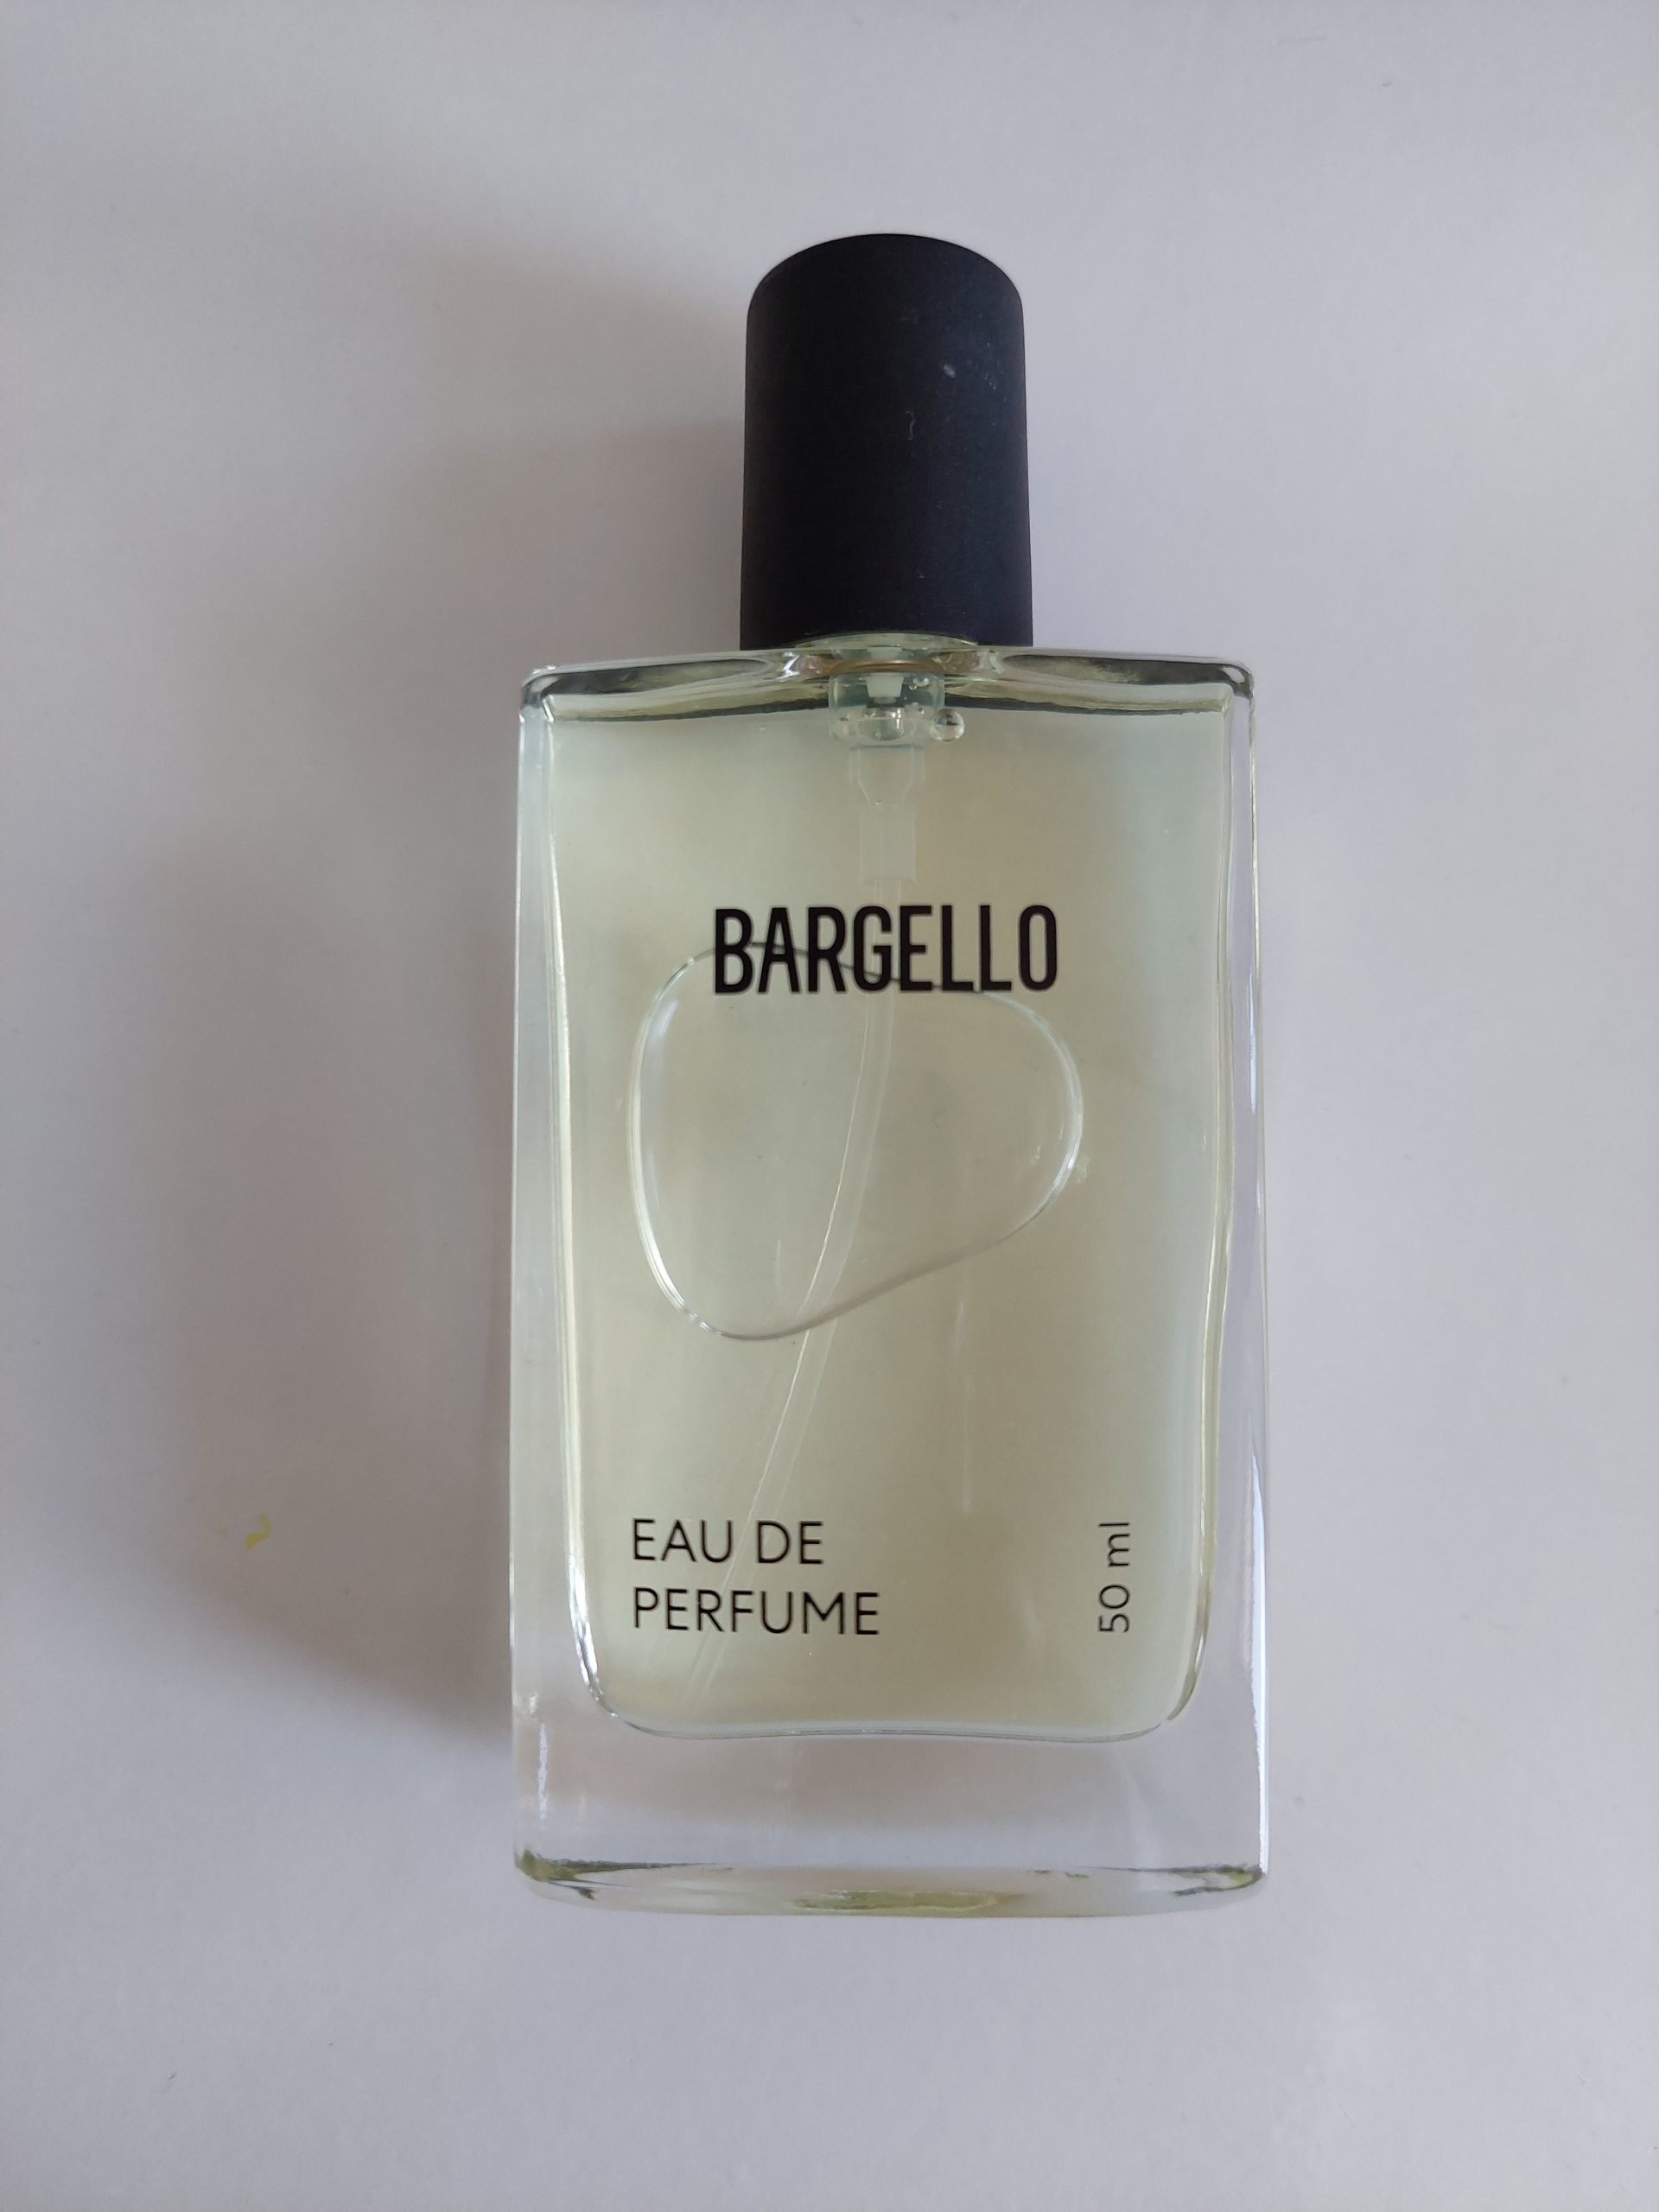 BARGELLO
EAU DE
PERFUME
50 ml